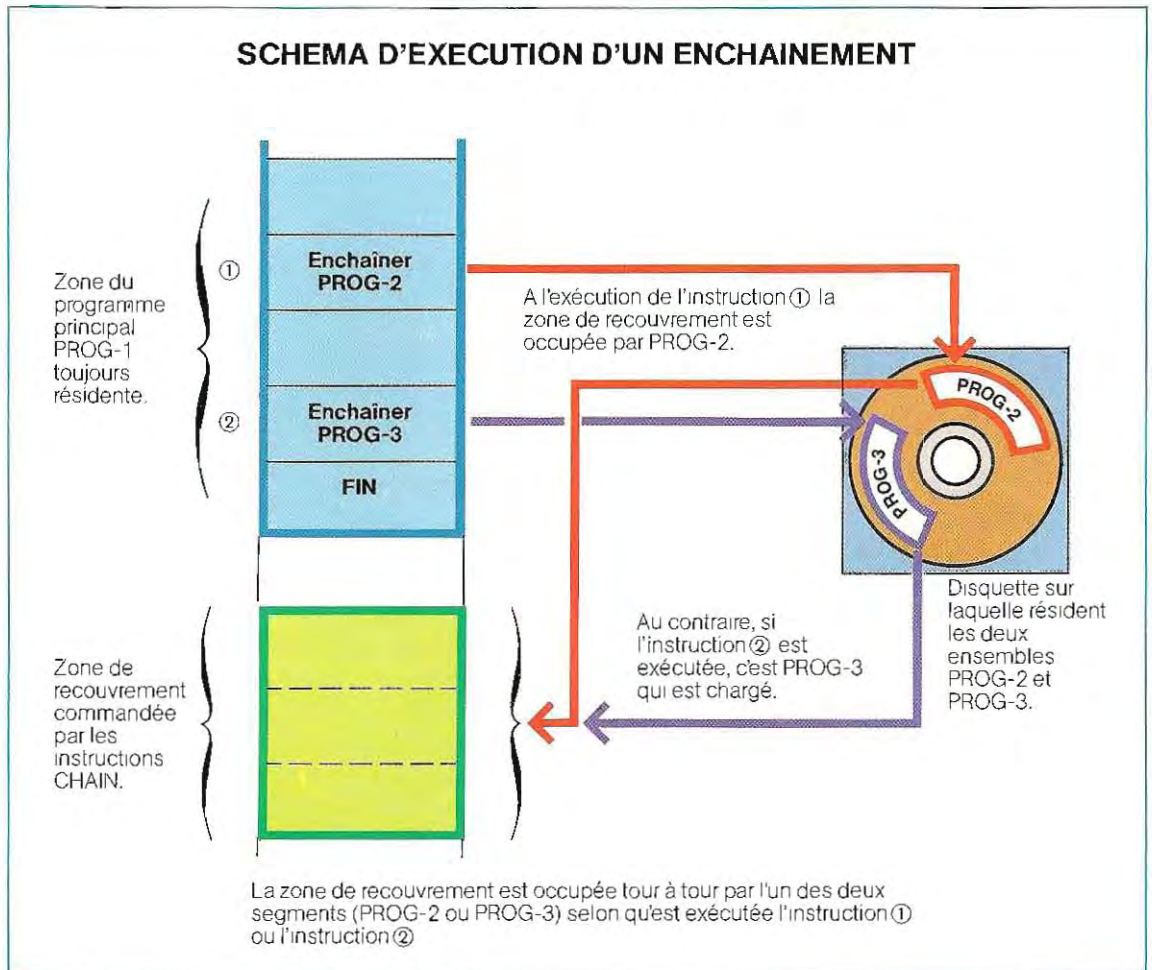 SCHEMA D'EXECUTION D'UN ENCHAINEMENT
Zone du
programme
principal
PROG-1
toujours
résidente.
①
Enchaîner
PROG-2
②
Enchaîner
PROG-3
FIN
A l'exécution de l'instruction ① la
zone de recouvrement est
occupée par PROG-2.
PROG-2
PROG-3
Disquette sur
laquelle résident
les deux
ensembles
PROG-2 et
PROG-3.
Au contraire, si
l'instruction ② est
exécutée, c'est PROG-3
qui est chargé.
Zone de
recouvrement
commandée
par les
instructions
CHAIN.
La zone de recouvrement est occupée tour à tour par l'un des deux
segments (PROG-2 ou PROG-3) selon qu'est exécutée l'instruction ①
ou l'instruction ②